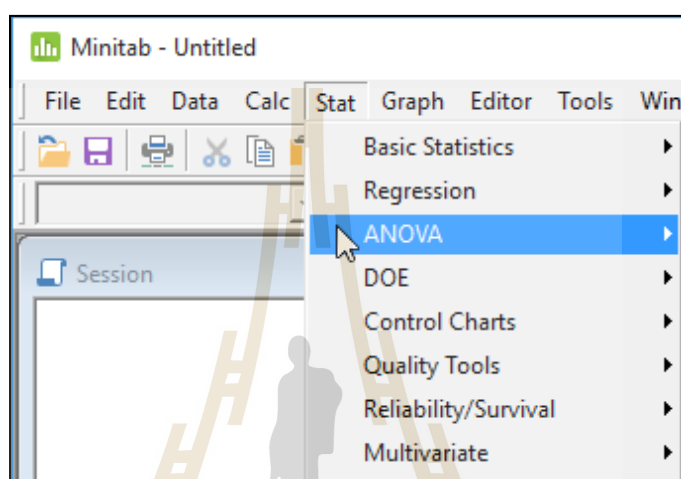 Minitab - Untitled
File Edit Data Calc Stat Graph Editor Tools Win
Basic Statistics
Regression
ANOVA
Session
DOE
Control Charts
Quality Tools
Reliability/Survival
Multivariate